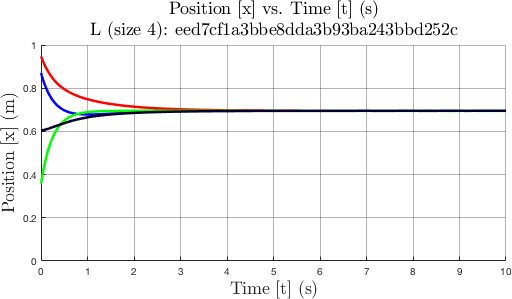 Position [x] vs. Time [t] (s)
L (size 4): eed7cf1a3bbe8dda3b93ba243bbd252c
Position [x] (m)
1
0.8
0.6
0.4
0.2
0
0 1 2 3 4 5 6 7 8 9 10
Time [t] (s)